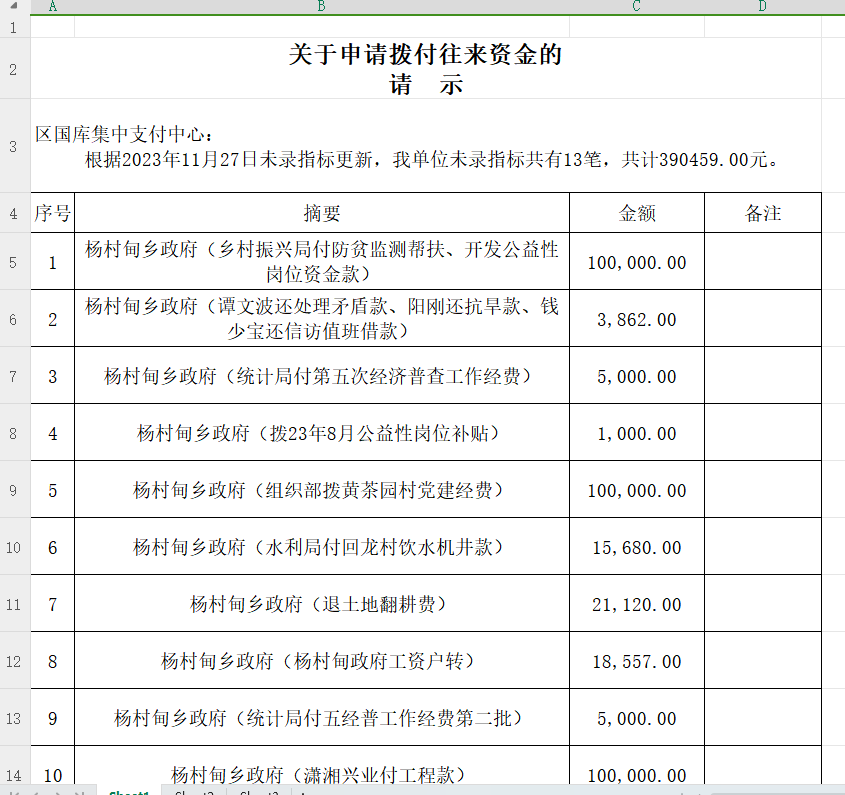 A B C D
1
2 关于申请拨付往来资金的
请 示
3 区国库集中支付中心:
根据2023年11月27日未录指标更新，我单位未录指标共有13笔，共计390459.00元。
4 序号 摘要 金额 备注
5 1 杨村甸乡政府（乡村振兴局付防贫监测帮扶、开发公益性
岗位资金款） 100,000.00
6 2 杨村甸乡政府（谭文波还处理矛盾款、阳刚还抗旱款、钱
少宝还信访值班借款） 3,862.00
7 3 杨村甸乡政府（统计局付第五次经济普查工作经费） 5,000.00
8 4 杨村甸乡政府（拨23年8月公益性岗位补贴） 1,000.00
9 5 杨村甸乡政府（组织部拨黄茶园村党建经费） 100,000.00
10 6 杨村甸乡政府（水利局付回龙村饮水机井款） 15,680.00
11 7 杨村甸乡政府（退土地翻耕费） 21,120.00
12 8 杨村甸乡政府（杨村甸政府工资户转） 18,557.00
13 9 杨村甸乡政府（统计局付五经普工作经费第二批） 5,000.00
14 10 杨村甸乡政府（潇湘兴业付工程款） 100,000.00
Sheet1 Sheet2 Sheet3